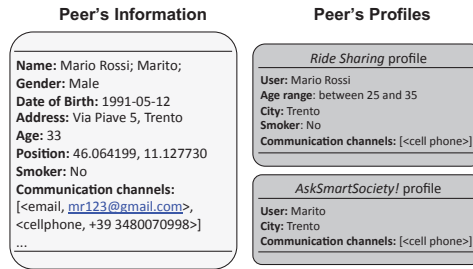 Peer's Information
Name: Mario Rossi; Marito;
Gender: Male
Date of Birth: 1991-05-12
Address: Via Piave 5, Trento
Age: 33
Position: 46.064199, 11.127730
Smoker: No
Communication channels:
[<email, mr123@gmail.com>,
<cellphone, +39 3480070998>]
...
Peer's Profiles
Ride Sharing profile
User: Mario Rossi
Age range: between 25 and 35
City: Trento
Smoker: No
Communication channels: [<cell phone>]
AskSmartSociety! profile
User: Marito
City: Trento
Communication channels: [<cell phone>]